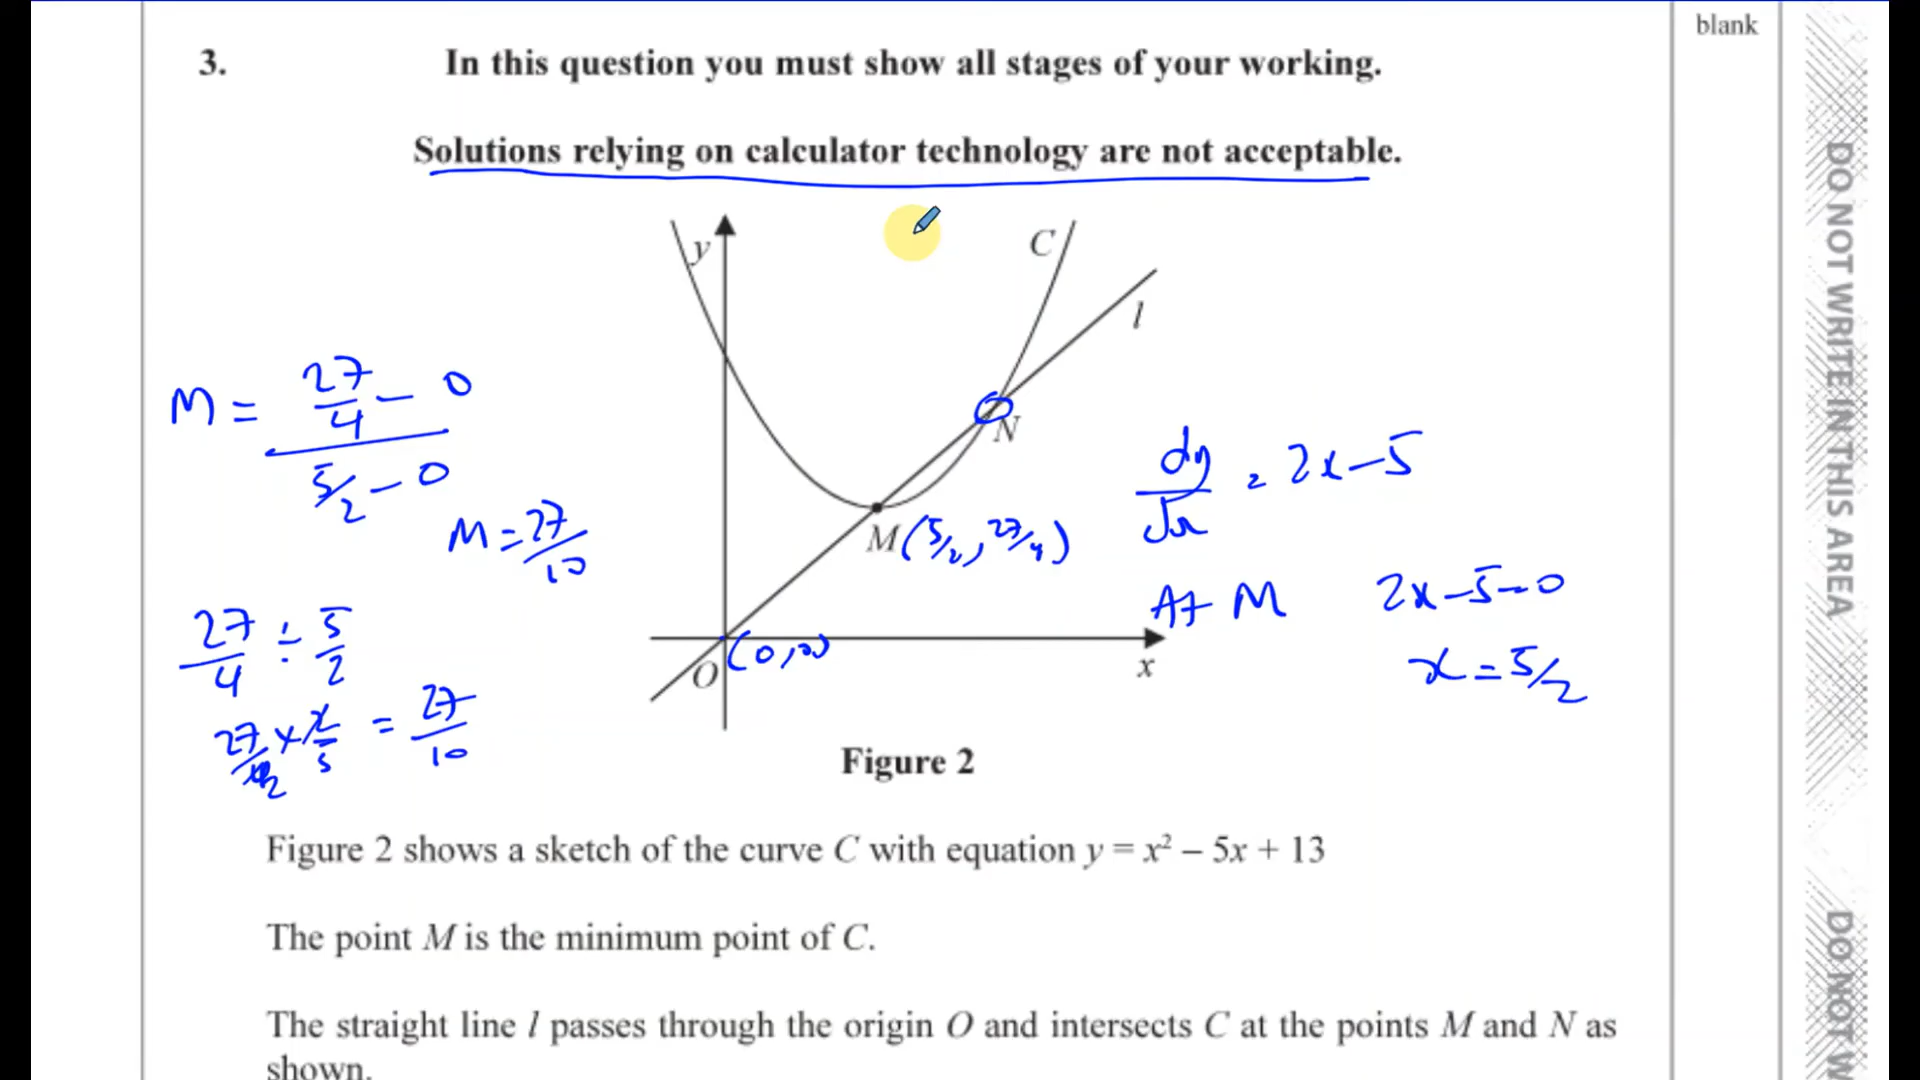 blank
3. In this question you must show all stages of your working.
Solutions relying on calculator technology are not acceptable.
y
C
l
N
M (5/2, 27/4)
O (0,0)
x
M = 27/4 - 0
5/2 - 0
M = 27/10
27/4 ÷ 5/2
27/4 2 × 2/5 = 27/10
dy/dx = 2x-5
At M 2x-5=0
x = 5/2
Figure 2
Figure 2 shows a sketch of the curve C with equation y = x² – 5x + 13
The point M is the minimum point of C.
The straight line l passes through the origin O and intersects C at the points M and N as
shown.
DO NOT WRITE IN THIS AREA
DO NOT W